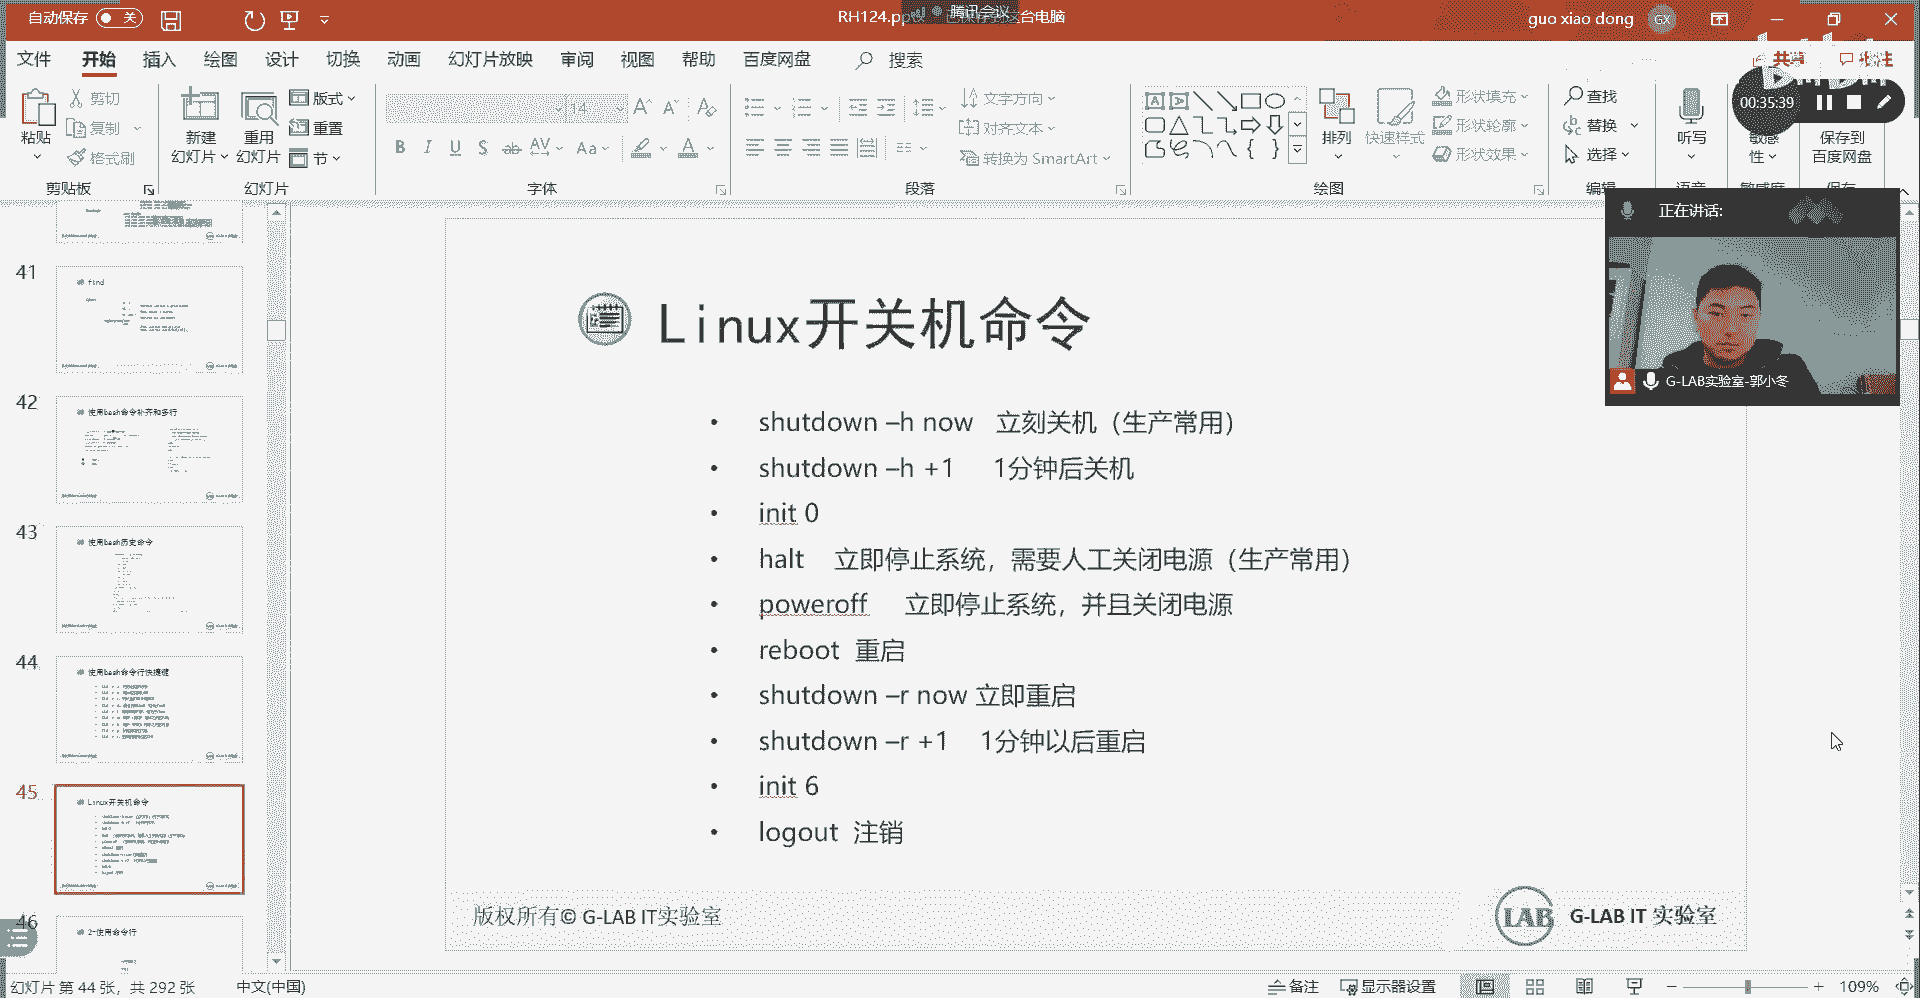 自动保存 关
RH124.pp
腾讯会议
台电脑
guo xiao dong
GX
文件 开始 插入 绘图 设计 切换 动画 幻灯片放映 审阅 视图 帮助 百度网盘 搜索
共享 批注
00:35:39
粘贴
剪切
复制
格式刷
剪贴板
新建
幻灯片
重用
幻灯片
版式
重置
节
幻灯片
14
B I U S ab AV Aa A
字体
文字方向
对齐文本
转换为 SmartArt
段落
排列
快速样式
形状填充
形状轮廓
形状效果
绘图
查找
替换
选择
编辑
听写
语音
敏感
性
保存到
百度网盘
保存
正在讲话:
G-LAB实验室-郭小冬
41
find
42
使用bash命令补齐和多行
43
使用bash历史命令
44
使用bash命令行快捷键
45
Linux开关机命令
46
2-使用命令行
Linux开关机命令
• shutdown –h now 立刻关机（生产常用）
• shutdown –h +1 1分钟后关机
• init 0
• halt 立即停止系统，需要人工关闭电源（生产常用）
• poweroff 立即停止系统，并且关闭电源
• reboot 重启
• shutdown –r now 立即重启
• shutdown –r +1 1分钟以后重启
• init 6
• logout 注销
版权所有© G-LAB IT实验室
LAB
G-LAB IT 实验室
幻灯片 第 44 张，共 292 张 中文(中国)
备注 显示器设置 109%